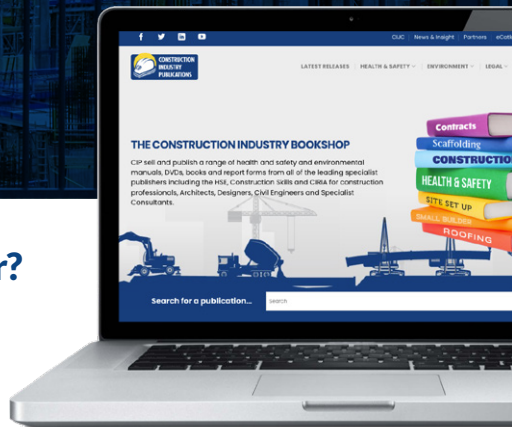 CIJC | News & Insight | Partners
CONSTRUCTION
INDUSTRY
PUBLICATIONS
LATEST RELEASES | HEALTH & SAFETY | ENVIRONMENT | LEGAL
THE CONSTRUCTION INDUSTRY BOOKSHOP
CIP sell and publish a range of health and safety and environmental
manuals, DVDs, books and report forms from all of the leading specialist
publishers including the HSE, Construction Skills and CIRIA for construction
professionals, Architects, Designers, Civil Engineers and Specialist
Consultants.
Contracts
Scaffolding
CONSTRUCTIO
HEALTH & SAFETY
SITE SET UP
SMALL BUILDER
ROOFING
r?
Search for a publication...
Search